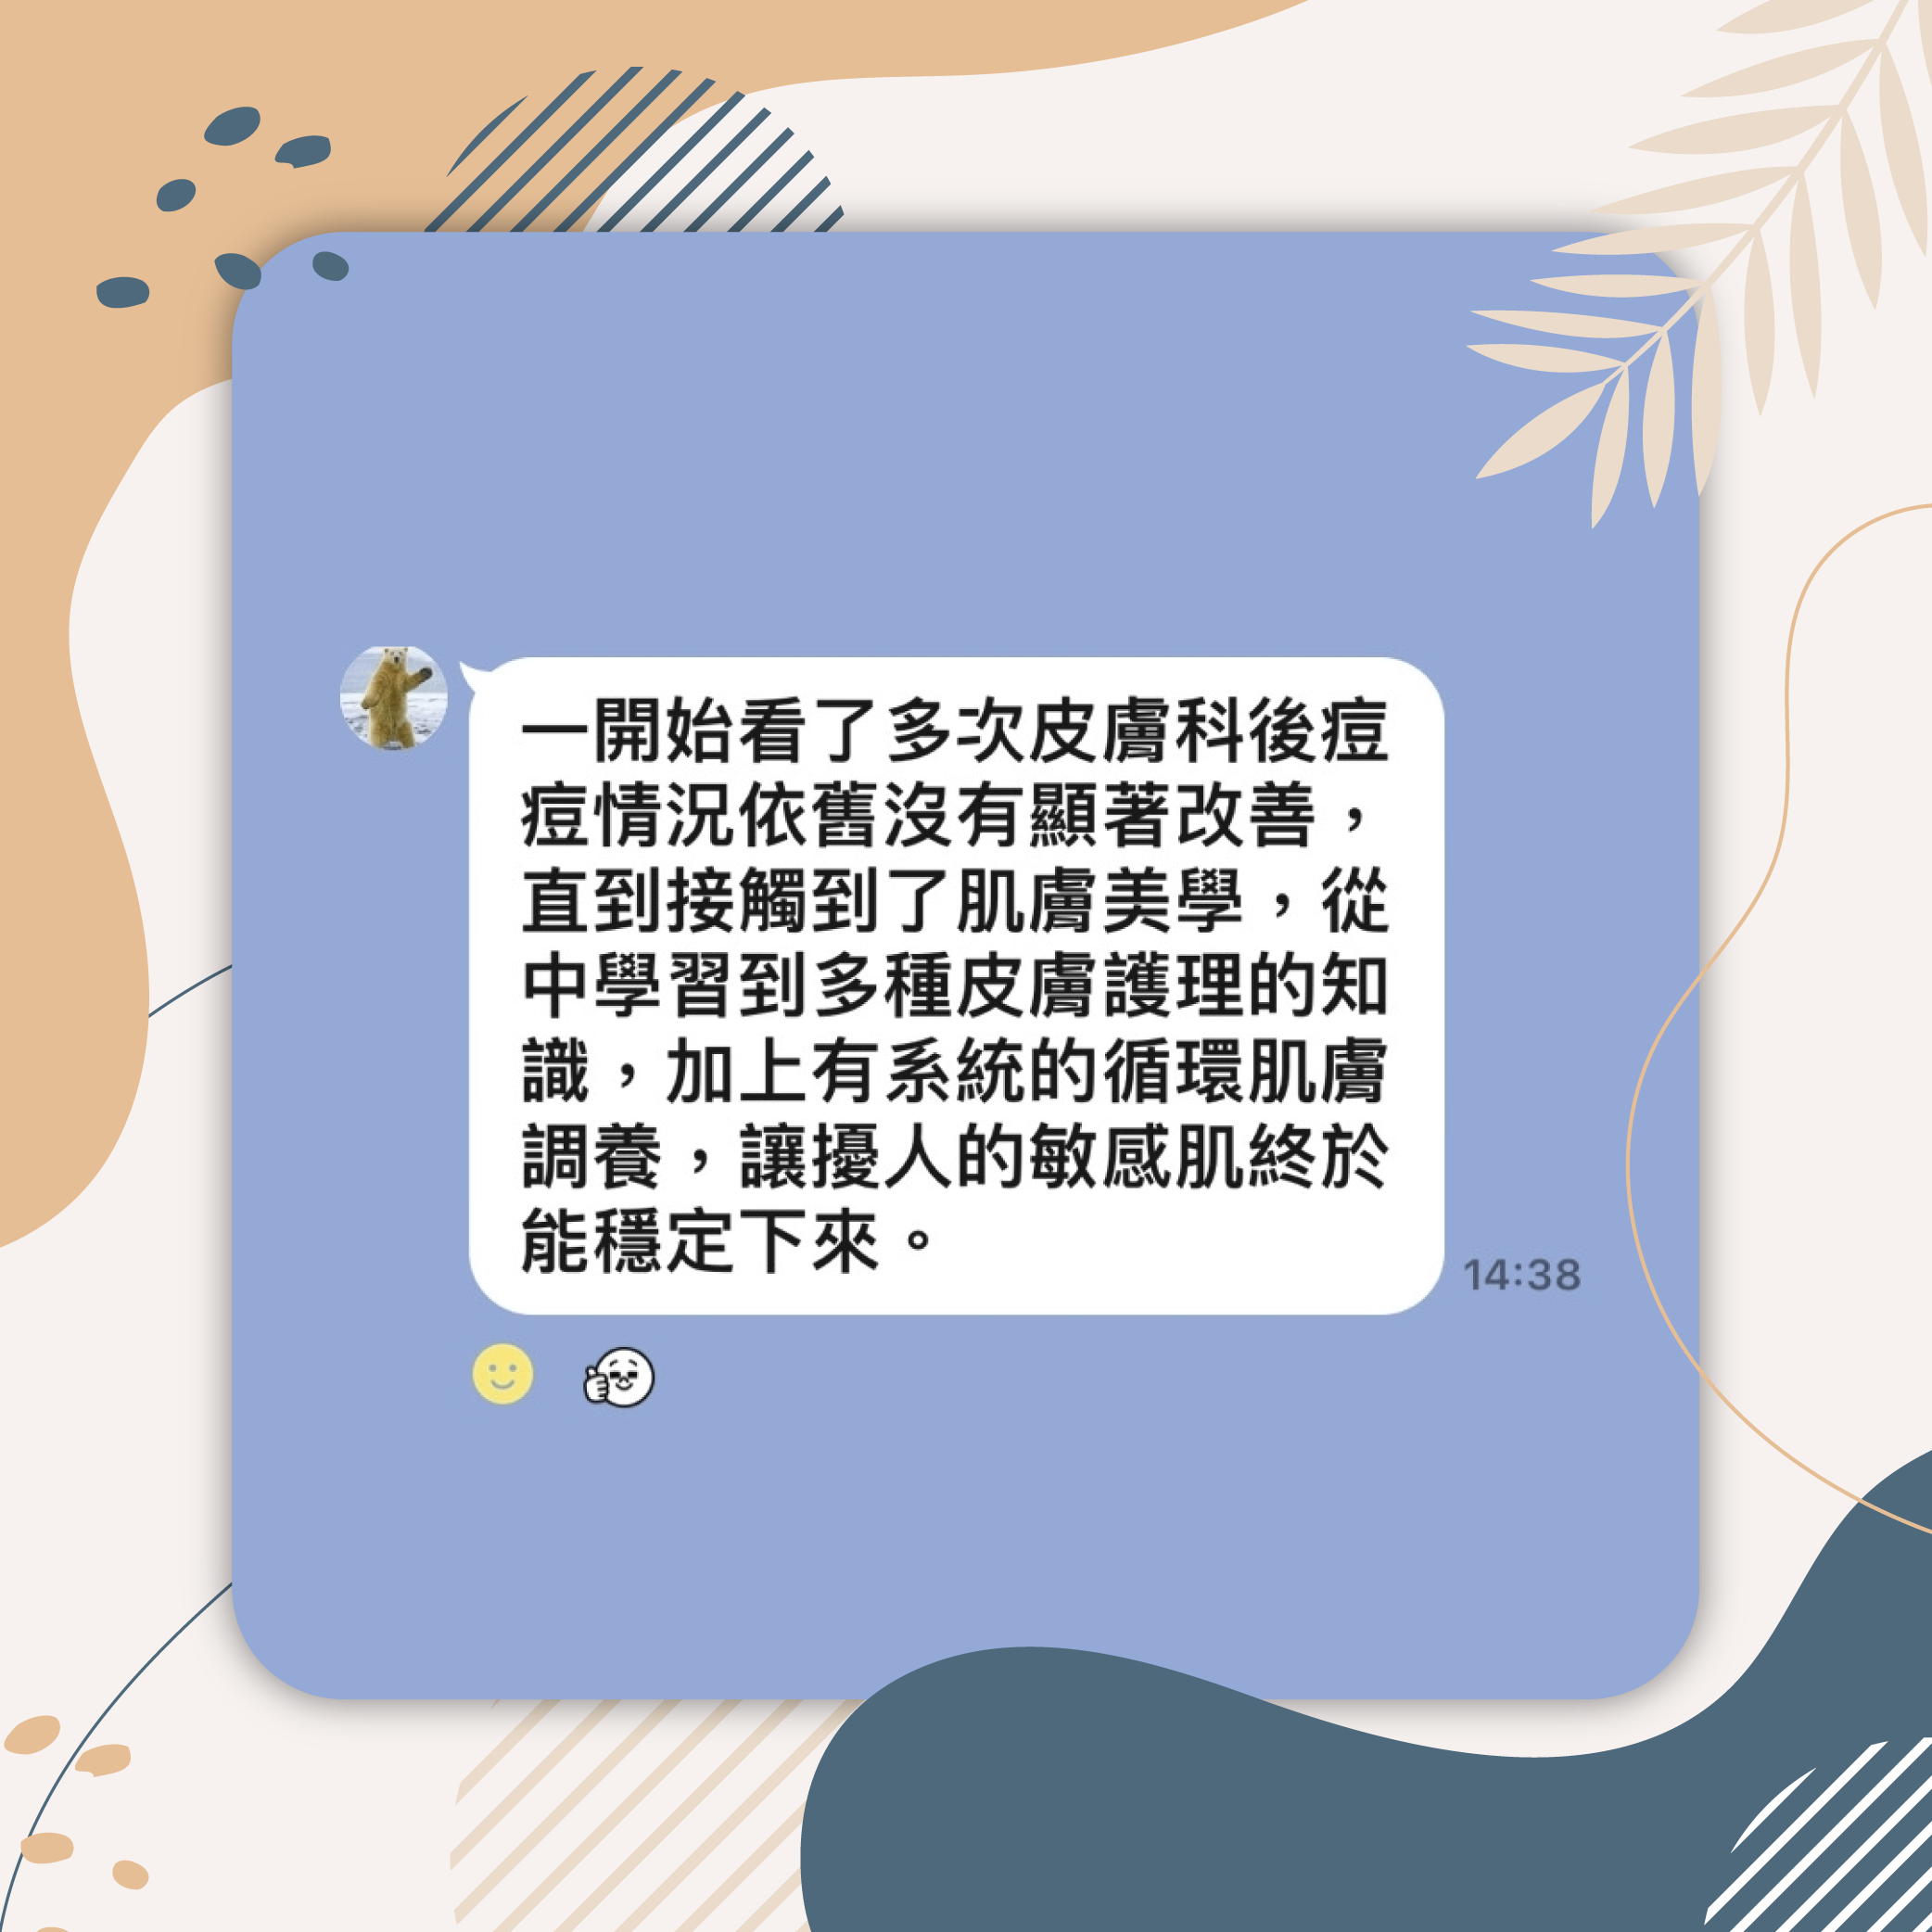 一開始看了多次皮膚科後痘
痘情況依舊沒有顯著改善，
直到接觸到了肌膚美學，從
中學習到多種皮膚護理的知
識，加上有系統的循環肌膚
調養，讓擾人的敏感肌終於
能穩定下來。
14:38